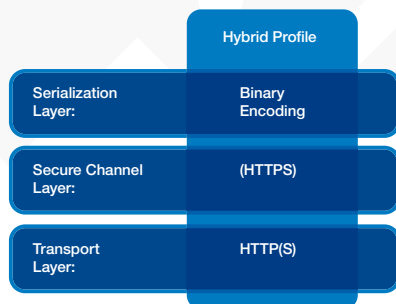 Hybrid Profile
Serialization
Layer:
Binary
Encoding
Secure Channel
Layer:
(HTTPS)
Transport
Layer:
HTTP(S)